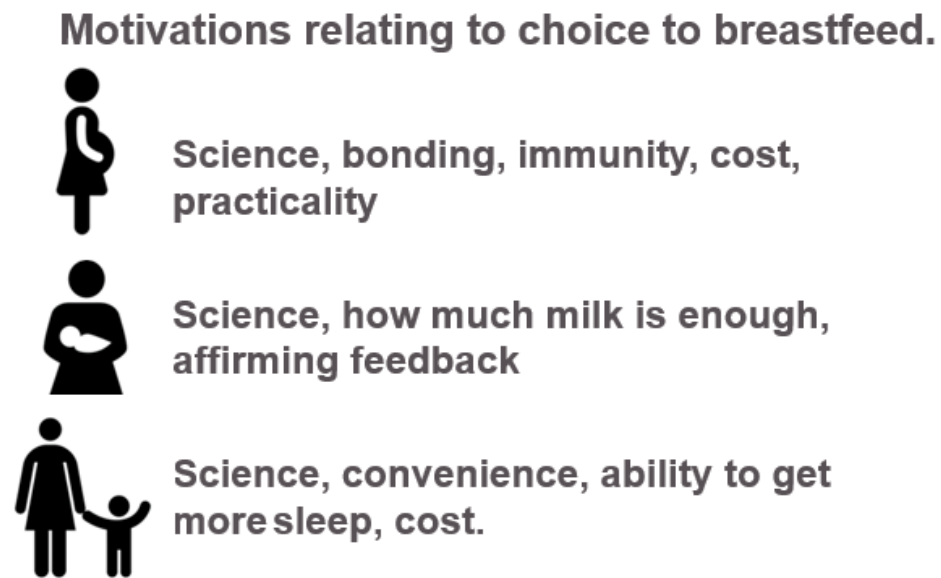 Motivations relating to choice to breastfeed.
Science, bonding, immunity, cost,
practicality
Science, how much milk is enough,
affirming feedback
Science, convenience, ability to get
more sleep, cost.